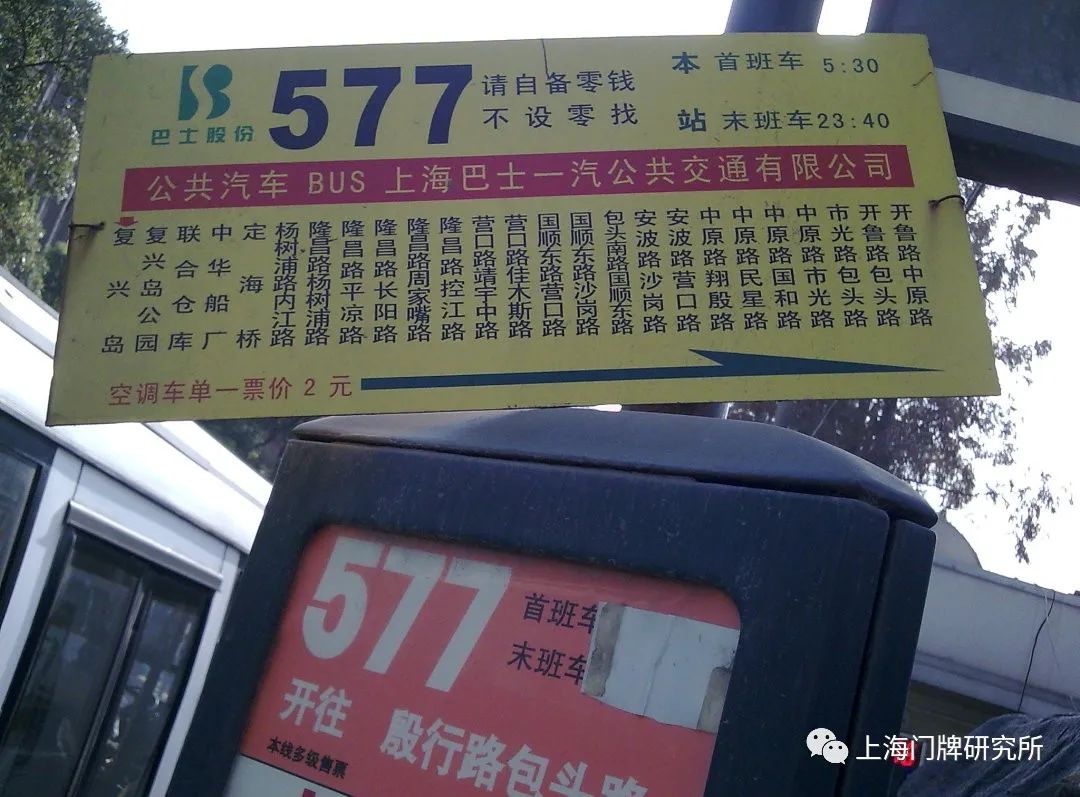 巴士股份
577
请自备零钱
不设零找
本站
首班车 5:30
末班车23:40
公共汽车 BUS 上海巴士一汽公共交通有限公司
复兴岛
复兴岛公园
联合仓库
中华船厂
定海桥
杨树浦路内江路
隆昌路杨树浦路
隆昌路平凉路
隆昌路长阳路
隆昌路周家嘴路
隆昌路控江路
营口路靖宇中路
营口路佳木斯路
国顺东路营口路
国顺东路沙岗路
包头南路国顺东路
安波路沙岗路
安波路营口路
中原路翔殷路
中原路民星路
中原路国和路
中原路市光路
市光路包头路
开鲁路包头路
开鲁路中原路
空调车单一票价 2 元
577
首班车
末班车
开往 殷行路包头路
本线多级售票
上海门牌研究所